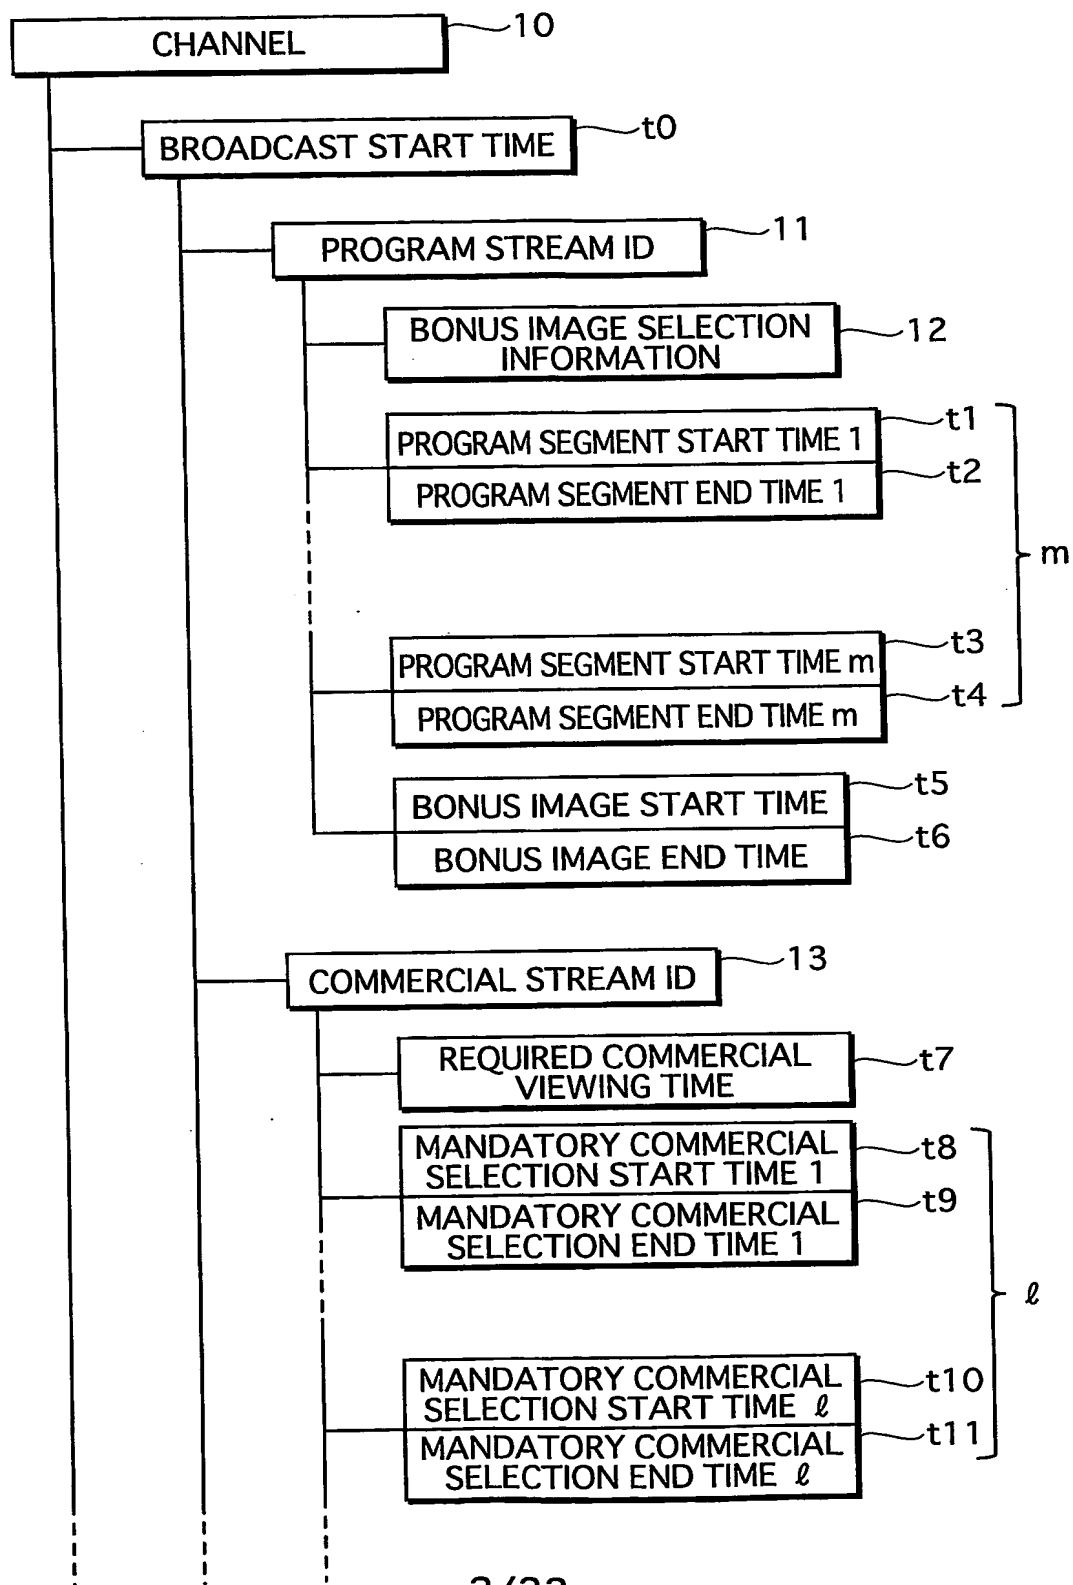 CHANNEL
10
BROADCAST START TIME
t0
PROGRAM STREAM ID
11
BONUS IMAGE SELECTION
INFORMATION
12
PROGRAM SEGMENT START TIME 1
t1
PROGRAM SEGMENT END TIME 1
t2
m
PROGRAM SEGMENT START TIME m
t3
PROGRAM SEGMENT END TIME m
t4
BONUS IMAGE START TIME
t5
BONUS IMAGE END TIME
t6
COMMERCIAL STREAM ID
13
REQUIRED COMMERCIAL
VIEWING TIME
t7
MANDATORY COMMERCIAL
SELECTION START TIME 1
t8
MANDATORY COMMERCIAL
SELECTION END TIME 1
t9
ℓ
MANDATORY COMMERCIAL
SELECTION START TIME ℓ
t10
MANDATORY COMMERCIAL
SELECTION END TIME ℓ
t11